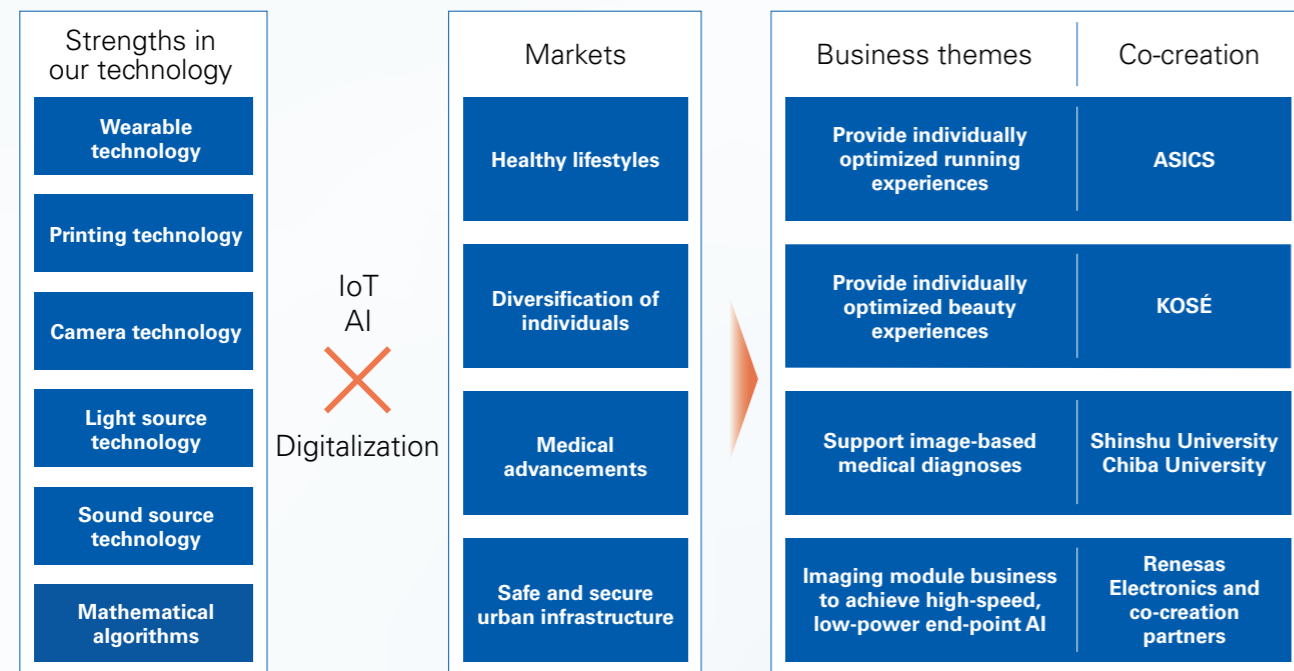 Strengths in
our technology
Wearable
technology
Printing technology
Camera technology
Light source
technology
Sound source
technology
Mathematical
algorithms
IoT
AI
Digitalization
Markets
Healthy lifestyles
Diversification of
individuals
Medical
advancements
Safe and secure
urban infrastructure
Business themes
Co-creation
Provide individually
optimized running
experiences
ASICS
Provide individually
optimized beauty
experiences
KOSÉ
Support image-based
medical diagnoses
Shinshu University
Chiba University
Imaging module business
to achieve high-speed,
low-power end-point AI
Renesas
Electronics and
co-creation
partners